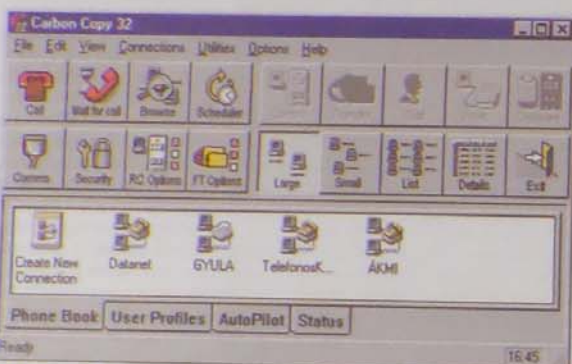 Carbon Copy 32
File Edit View Connections Utilities Options Help
Call Wait for call Browse Scheduler
Comms Security RC Options FT Options Large Small List Details Exit
Create New Connection Datanet GYULA TelefonosK... ÁKMI
Phone Book User Profiles AutoPilot Status
Ready 16:45